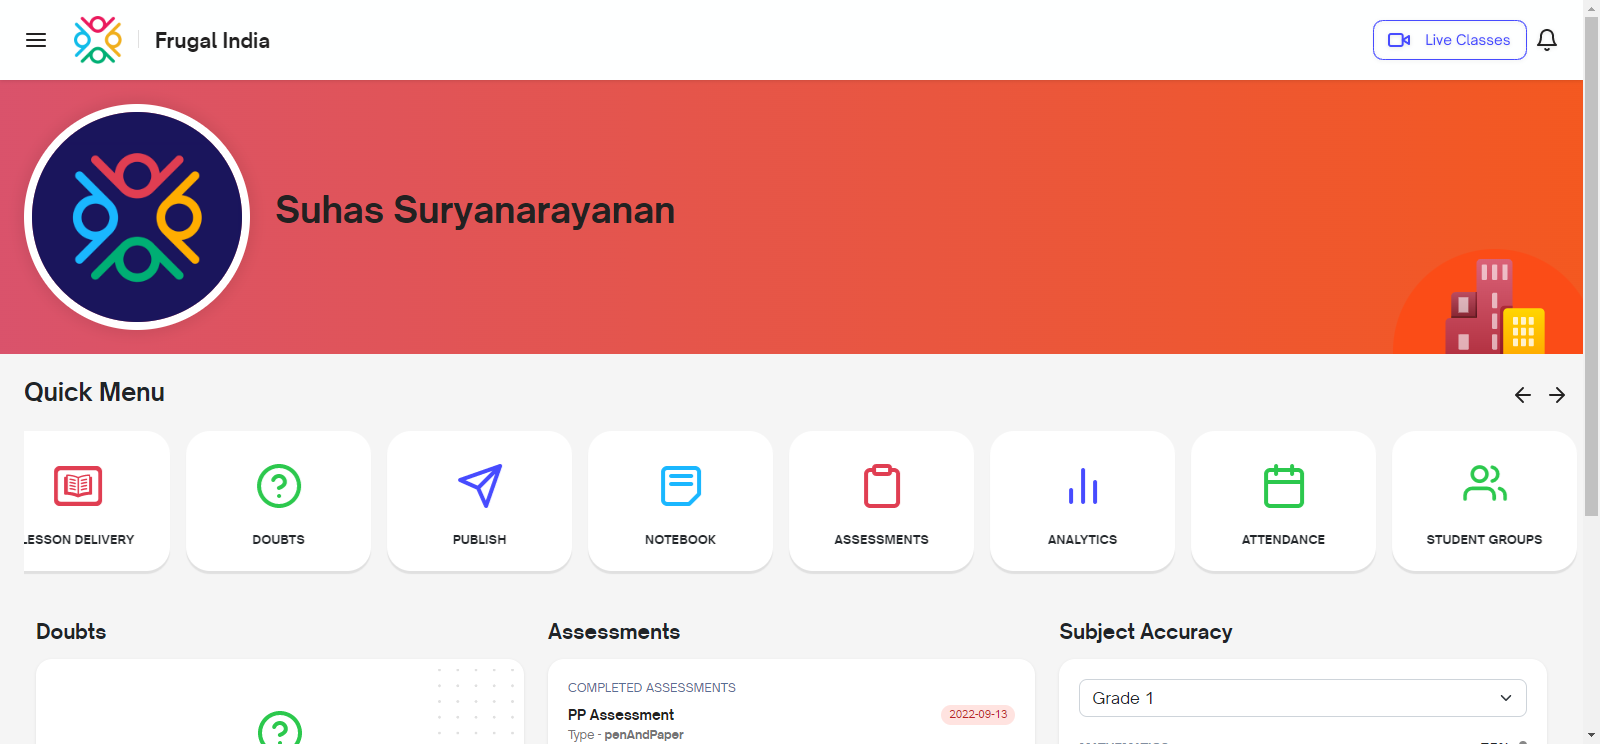 Frugal India
Live Classes
Suhas Suryanarayanan
Quick Menu
LESSON DELIVERY
DOUBTS
PUBLISH
NOTEBOOK
ASSESSMENTS
ANALYTICS
ATTENDANCE
STUDENT GROUPS
Doubts
Assessments
COMPLETED ASSESSMENTS
PP Assessment
2022-09-13
Type - penAndPaper
Subject Accuracy
Grade 1